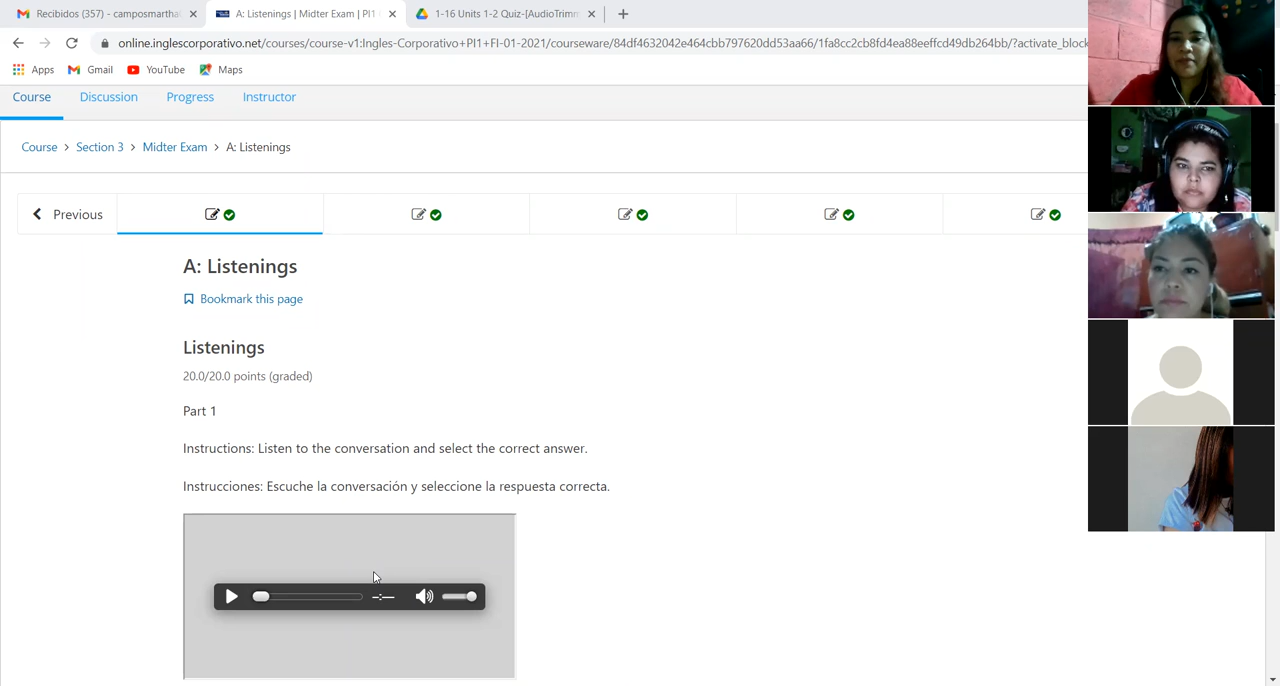 Recibidos (357) - camposmartha
A: Listenings | Midter Exam | PI1
1-16 Units 1-2 Quiz-[AudioTrimm
online.inglescorporativo.net/courses/course-v1:Ingles-Corporativo+PI1+FI-01-2021/courseware/84df4632042e464cbb797620dd53aa66/1fa8cc2cb8fd4ea88eeffcd49db264bb/?activate_block
Apps Gmail YouTube Maps
Course Discussion Progress Instructor
Course > Section 3 > Midter Exam > A: Listenings
Previous
A: Listenings
Bookmark this page
Listenings
20.0/20.0 points (graded)
Part 1
Instructions: Listen to the conversation and select the correct answer.
Instrucciones: Escuche la conversación y seleccione la respuesta correcta.
--:--